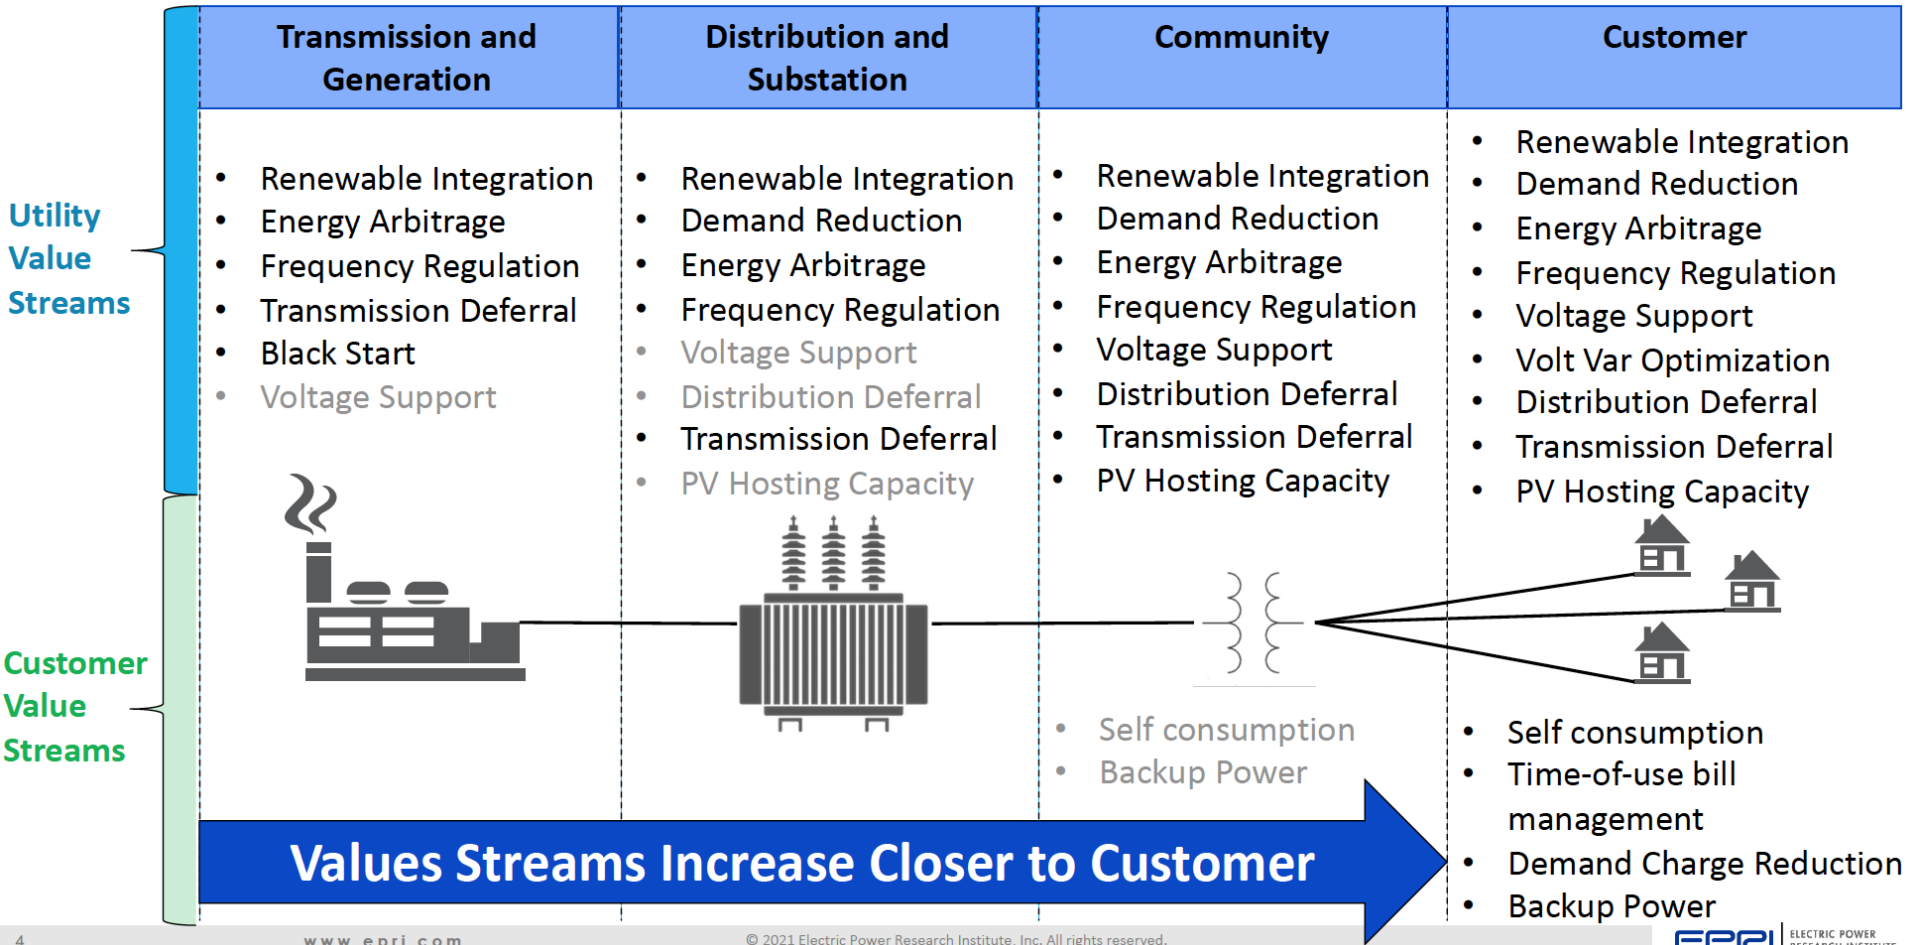 Transmission and
Generation
Distribution and
Substation
Community
Customer
Utility
Value
Streams
• Renewable Integration
• Energy Arbitrage
• Frequency Regulation
• Transmission Deferral
• Black Start
• Voltage Support
• Renewable Integration
• Demand Reduction
• Energy Arbitrage
• Frequency Regulation
• Voltage Support
• Distribution Deferral
• Transmission Deferral
• PV Hosting Capacity
• Renewable Integration
• Demand Reduction
• Energy Arbitrage
• Frequency Regulation
• Voltage Support
• Distribution Deferral
• Transmission Deferral
• PV Hosting Capacity
• Renewable Integration
• Demand Reduction
• Energy Arbitrage
• Frequency Regulation
• Voltage Support
• Volt Var Optimization
• Distribution Deferral
• Transmission Deferral
• PV Hosting Capacity
Customer
Value
Streams
• Self consumption
• Backup Power
• Self consumption
• Time-of-use bill
management
• Demand Charge Reduction
• Backup Power
Values Streams Increase Closer to Customer
4
www.epri.com
© 2021 Electric Power Research Institute, Inc. All rights reserved.
EPRI
ELECTRIC POWER
RESEARCH INSTITUTE